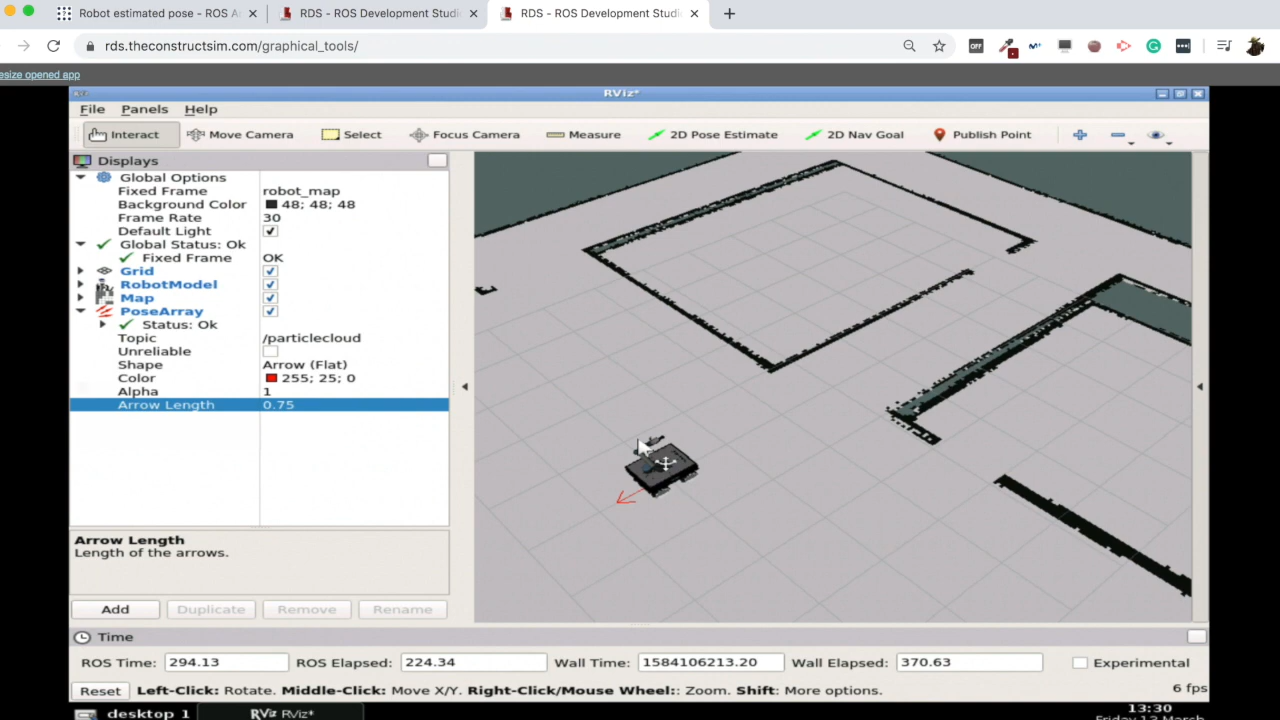 Robot estimated pose - ROS A
RDS - ROS Development Studi
RDS - ROS Development Studi
rds.theconstructsim.com/graphical_tools/
OFF
esize opened app
RViz*
File Panels Help
Interact Move Camera Select Focus Camera Measure 2D Pose Estimate 2D Nav Goal Publish Point
Displays
Global Options
Fixed Frame robot_map
Background Color 48; 48; 48
Frame Rate 30
Default Light
Global Status: Ok
Fixed Frame OK
Grid
RobotModel
Map
PoseArray
Status: Ok
Topic /particlecloud
Unreliable
Shape Arrow (Flat)
Color 255; 25; 0
Alpha 1
Arrow Length 0.75
Arrow Length
Length of the arrows.
Add Duplicate Remove Rename
Time
ROS Time: 294.13 ROS Elapsed: 224.34 Wall Time: 1584106213.20 Wall Elapsed: 370.63 Experimental
Reset Left-Click: Rotate. Middle-Click: Move X/Y. Right-Click/Mouse Wheel:: Zoom. Shift: More options. 6 fps
desktop 1 RViz RViz* 13:30
Friday 13 March